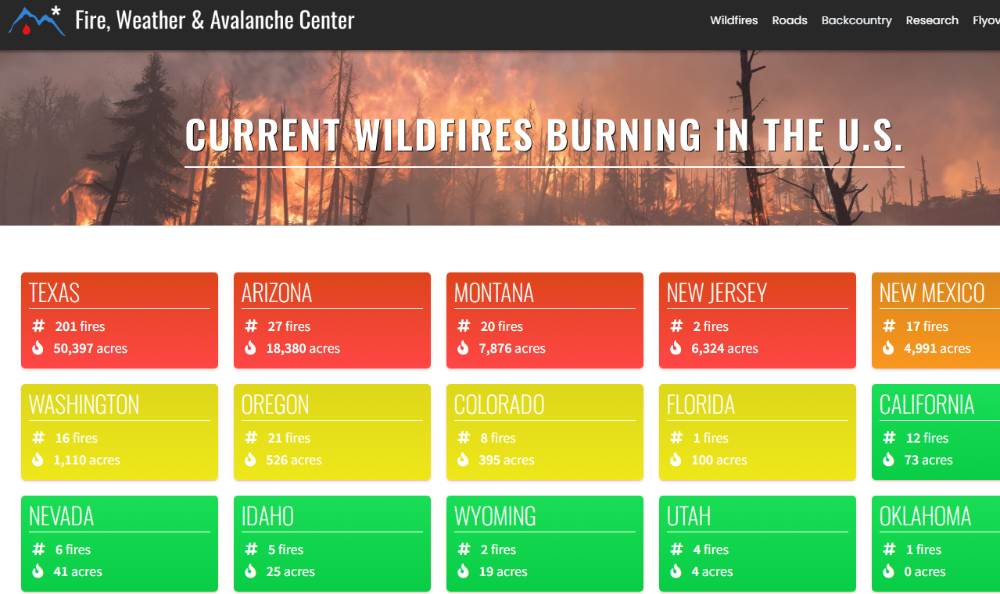 Fire, Weather & Avalanche Center
Wildfires Roads Backcountry Research Flyov
CURRENT WILDFIRES BURNING IN THE U.S.
TEXAS
# 201 fires
50,397 acres
ARIZONA
# 27 fires
18,380 acres
MONTANA
# 20 fires
7,876 acres
NEW JERSEY
# 2 fires
6,324 acres
NEW MEXICO
# 17 fires
4,991 acres
WASHINGTON
# 16 fires
1,110 acres
OREGON
# 21 fires
526 acres
COLORADO
# 8 fires
395 acres
FLORIDA
# 1 fires
100 acres
CALIFORNIA
# 12 fires
73 acres
NEVADA
# 6 fires
41 acres
IDAHO
# 5 fires
25 acres
WYOMING
# 2 fires
19 acres
UTAH
# 4 fires
4 acres
OKLAHOMA
# 1 fires
0 acres